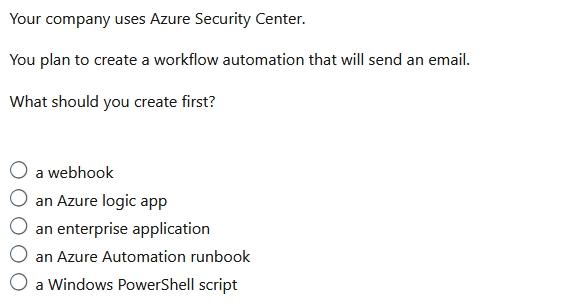 Your company uses Azure Security Center.
You plan to create a workflow automation that will send an email.
What should you create first?
a webhook
an Azure logic app
an enterprise application
an Azure Automation runbook
a Windows PowerShell script